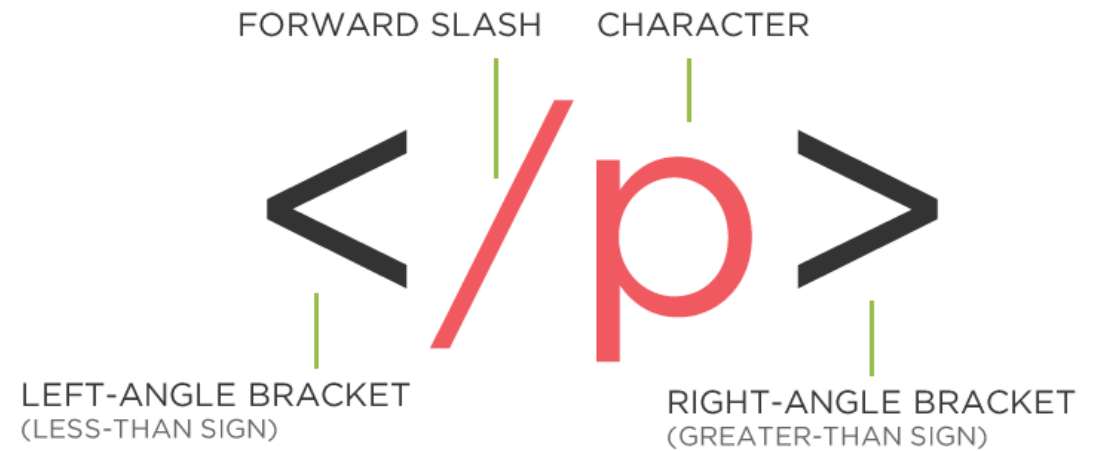 FORWARD SLASH CHARACTER
</p>
LEFT-ANGLE BRACKET
(LESS-THAN SIGN)
RIGHT-ANGLE BRACKET
(GREATER-THAN SIGN)